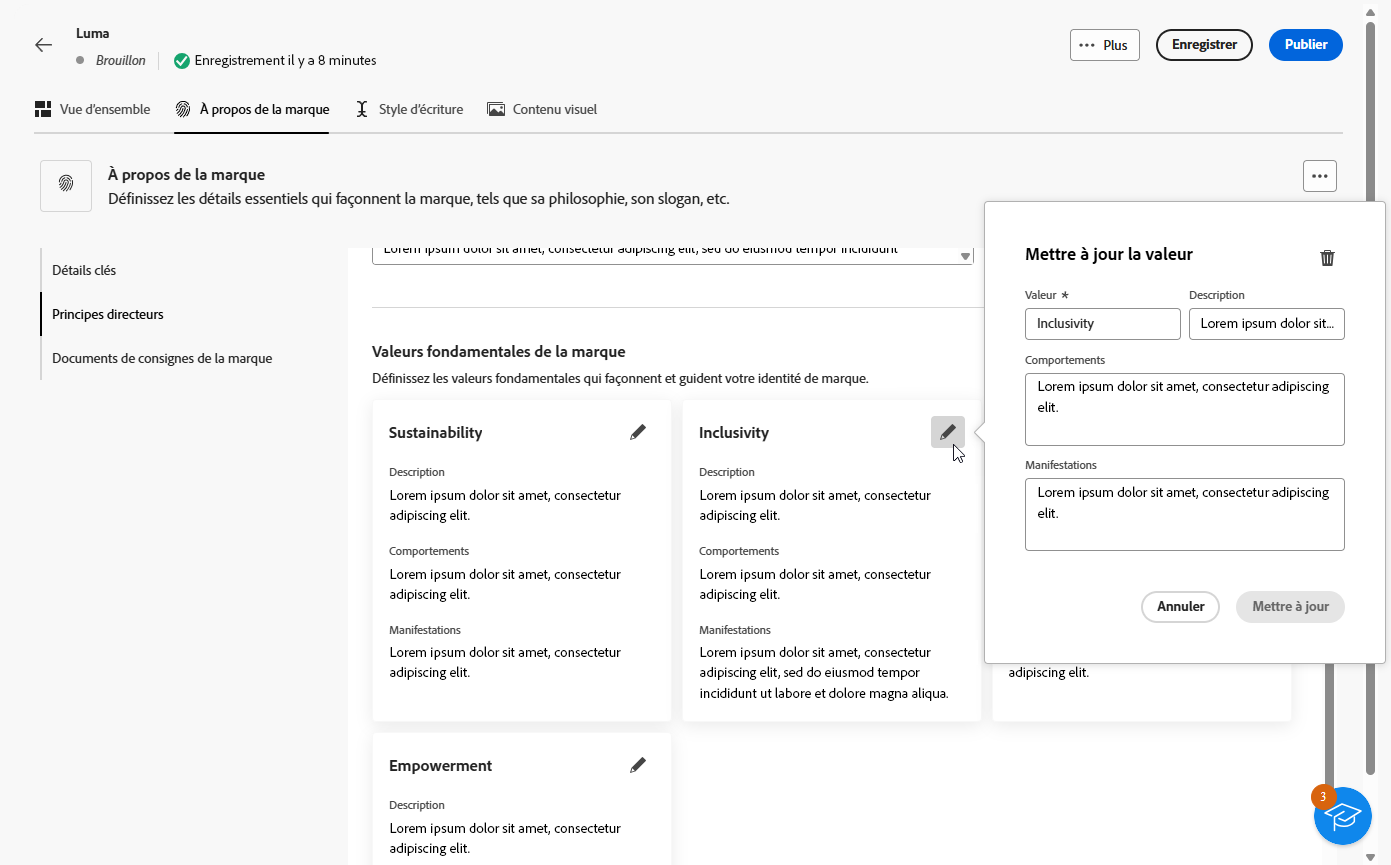 Luma
Brouillon
Enregistrement il y a 8 minutes
Plus
Enregistrer
Publier
Vue d'ensemble
À propos de la marque
Style d'écriture
Contenu visuel
À propos de la marque
Définissez les détails essentiels qui façonnent la marque, tels que sa philosophie, son slogan, etc.
Détails clés
Principes directeurs
Documents de consignes de la marque
Lorem ipsum dolor sit amet, consectetur adipiscing elit, sed do eiusmod tempor incididunt
Valeurs fondamentales de la marque
Définissez les valeurs fondamentales qui façonnent et guident votre identité de marque.
Sustainability
Description
Lorem ipsum dolor sit amet, consectetur
adipiscing elit.
Comportements
Lorem ipsum dolor sit amet, consectetur
adipiscing elit.
Manifestations
Lorem ipsum dolor sit amet, consectetur
adipiscing elit.
Inclusivity
Description
Lorem ipsum dolor sit amet, consectetur
adipiscing elit.
Comportements
Lorem ipsum dolor sit amet, consectetur
adipiscing elit.
Manifestations
Lorem ipsum dolor sit amet, consectetur
adipiscing elit, sed do eiusmod tempor
incididunt ut labore et dolore magna aliqua.
adipiscing elit.
Empowerment
Description
Lorem ipsum dolor sit amet, consectetur
adipiscing elit.
Mettre à jour la valeur
Valeur *
Inclusivity
Description
Lorem ipsum dolor sit...
Comportements
Lorem ipsum dolor sit amet, consectetur adipiscing
elit.
Manifestations
Lorem ipsum dolor sit amet, consectetur adipiscing
elit.
Annuler
Mettre à jour
3